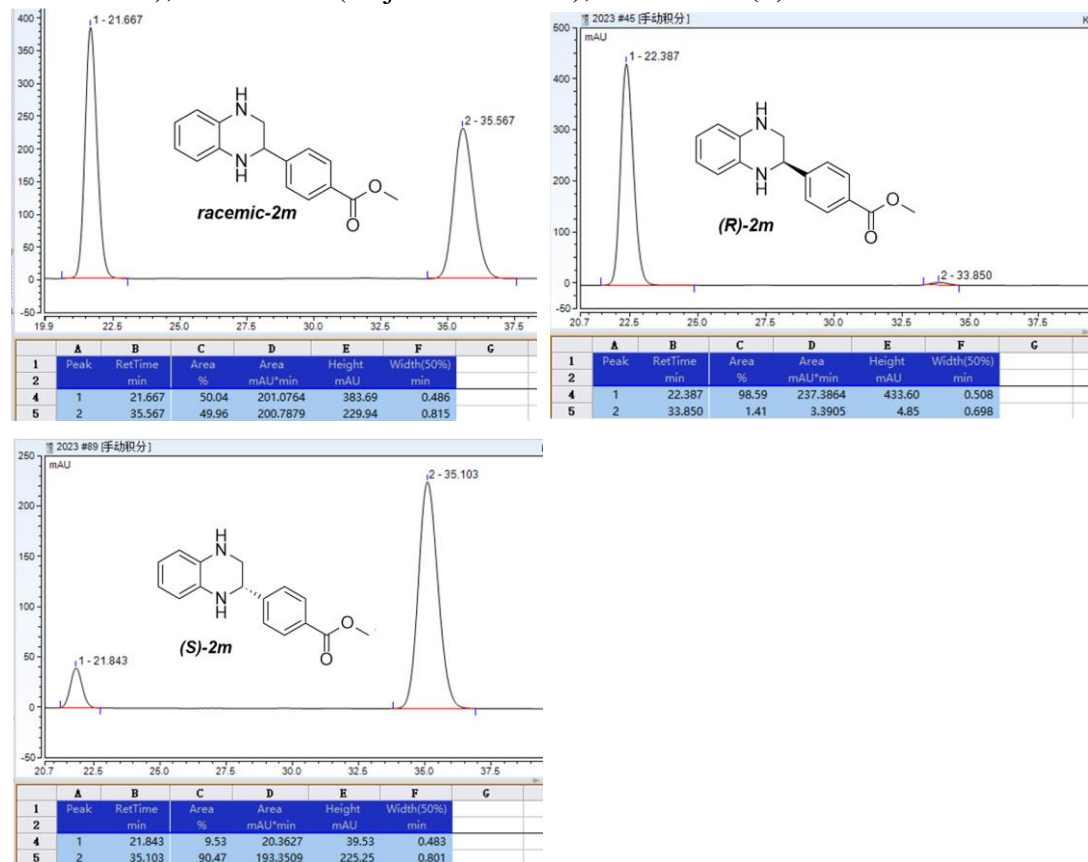 400
350
300
250
200
150
100
50
0
-50
1 - 21.667
2 - 35.567
H
N
N
H
O
O
racemic-2m
19.9 22.5 25.0 27.5 30.0 32.5 35.0 37.5
A B C D E F G
1 Peak RetTime Area Area Height Width(50%)
2 min % mAU*min mAU min
4 1 21.667 50.04 201.0764 383.69 0.486
5 2 35.567 49.96 200.7879 229.94 0.815
2023 #45 [手动积分]
500
mAU
400
300
200
100
0
-50
1 - 22.387
2 - 33.850
H
N
N
H
O
O
(R)-2m
20.7 22.5 25.0 27.5 30.0 32.5 35.0 37.5
A B C D E F G
1 Peak RetTime Area Area Height Width(50%)
2 min % mAU*min mAU min
4 1 22.387 98.59 237.3864 433.60 0.508
5 2 33.850 1.41 3.3905 4.85 0.698
2023 #89 [手动积分]
250
mAU
200
150
100
50
0
-50
1 - 21.843
2 - 35.103
H
N
N
H
O
O
(S)-2m
20.7 22.5 25.0 27.5 30.0 32.5 35.0 37.5
A B C D E F G
1 Peak RetTime Area Area Height Width(50%)
2 min % mAU*min mAU min
4 1 21.843 9.53 20.3627 39.53 0.483
5 2 35.103 90.47 193.3509 225.25 0.801